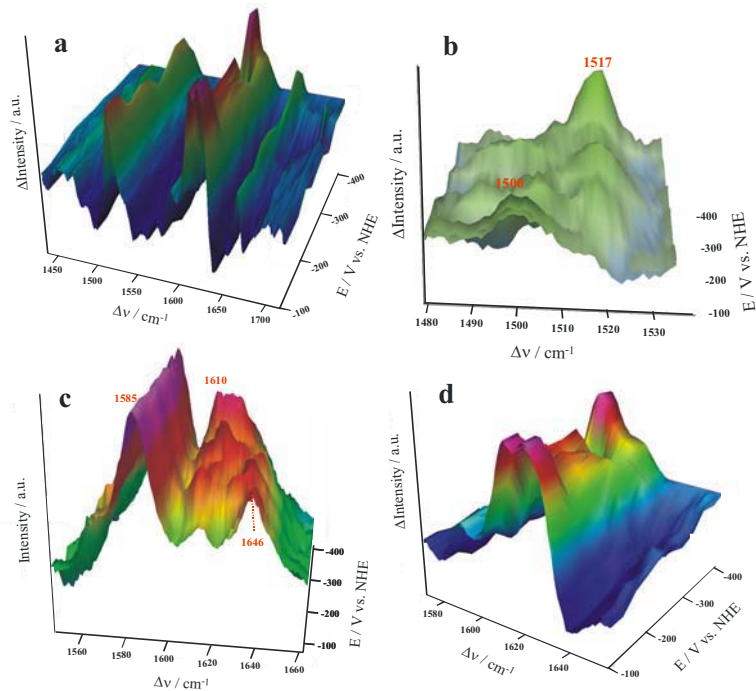 a
ΔIntensity / a.u.
1450
1500
1550
1600
1650
1700
Δν / cm⁻¹
-400
-300
-200
-100
E / V vs. NHE
b
1517
1500
ΔIntensity / a.u.
1480
1490
1500
1510
1520
1530
Δν / cm⁻¹
-400
-300
-200
-100
E / V vs. NHE
c
1585
1610
1646
Intensity / a.u.
1560
1580
1600
1620
1640
1660
Δν / cm⁻¹
-400
-300
-200
-100
E / V vs. NHE
d
ΔIntensity / a.u.
1580
1600
1620
1640
Δν / cm⁻¹
-400
-300
-200
-100
E / V vs. NHE